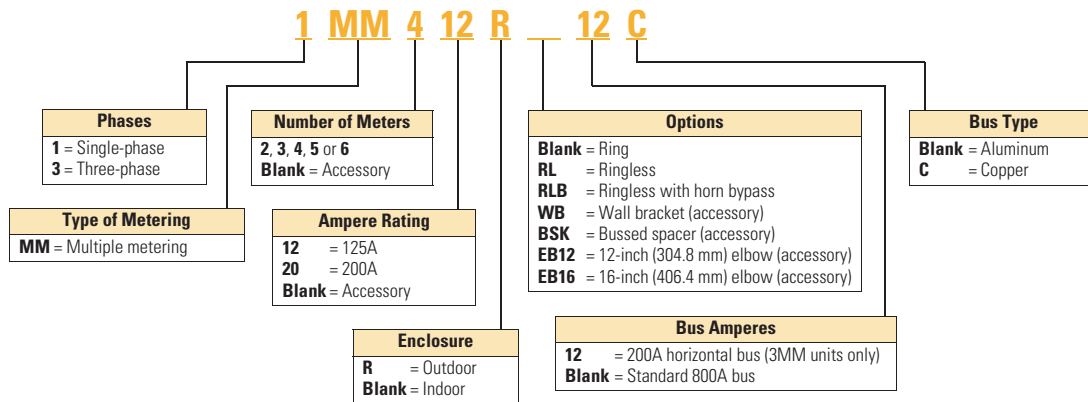 1 MM 4 12 R __ 12 C
Phases
1 = Single-phase
3 = Three-phase
Type of Metering
MM = Multiple metering
Number of Meters
2, 3, 4, 5 or 6
Blank = Accessory
Ampere Rating
12 = 125A
20 = 200A
Blank = Accessory
Enclosure
R = Outdoor
Blank = Indoor
Options
Blank = Ring
RL = Ringless
RLB = Ringless with horn bypass
WB = Wall bracket (accessory)
BSK = Bussed spacer (accessory)
EB12 = 12-inch (304.8 mm) elbow (accessory)
EB16 = 16-inch (406.4 mm) elbow (accessory)
Bus Amperes
12 = 200A horizontal bus (3MM units only)
Blank = Standard 800A bus
Bus Type
Blank = Aluminum
C = Copper